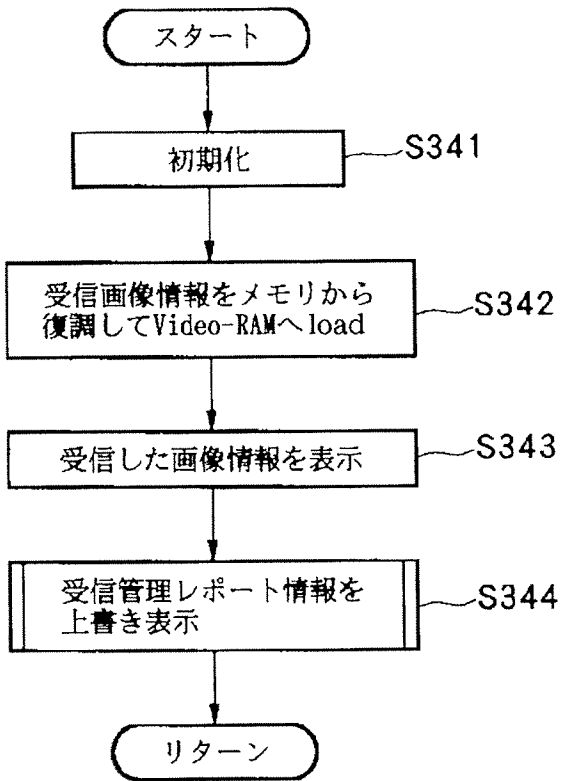 スタート
初期化
S341
受信画像情報をメモリから
復調してVideo-RAMへload
S342
受信した画像情報を表示
S343
受信管理レポート情報を
上書き表示
S344
リターン